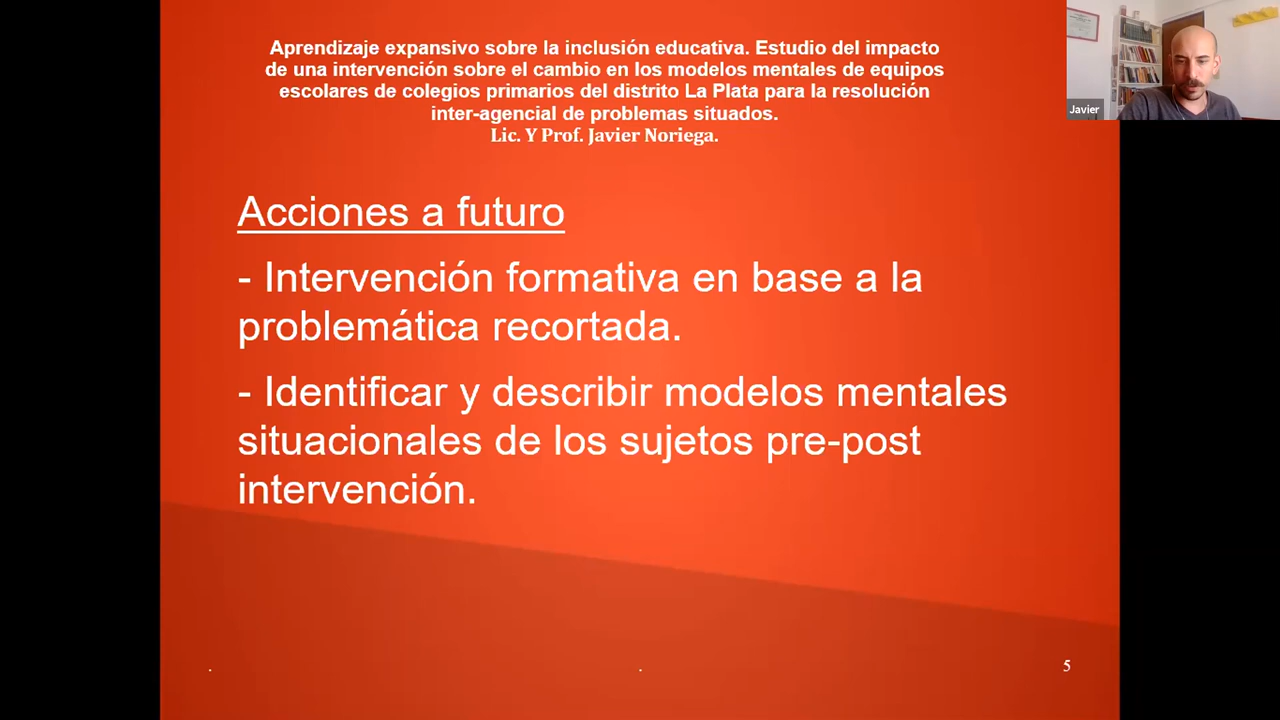 Aprendizaje expansivo sobre la inclusión educativa. Estudio del impacto
de una intervención sobre el cambio en los modelos mentales de equipos
escolares de colegios primarios del distrito La Plata para la resolución
inter-agencial de problemas situados.
Lic. Y Prof. Javier Noriega.
Javier
Acciones a futuro
- Intervención formativa en base a la
problemática recortada.
- Identificar y describir modelos mentales
situacionales de los sujetos pre-post
intervención.
. . 5